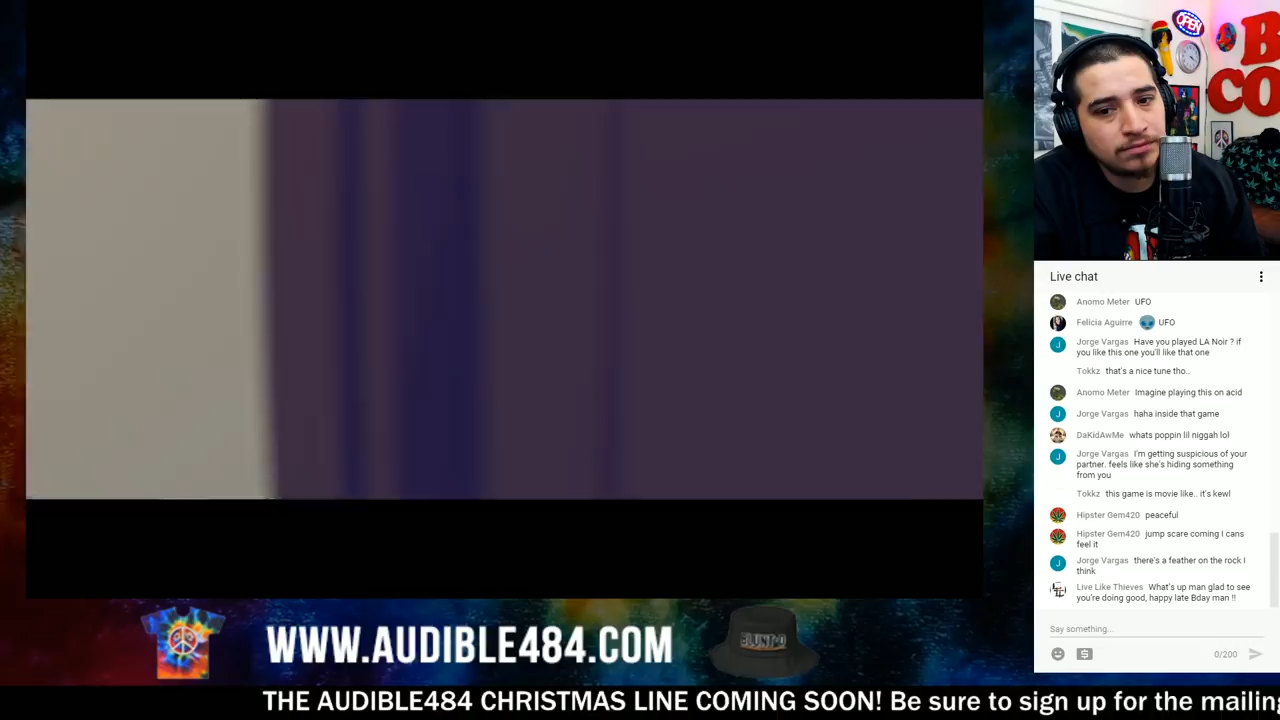 OPEN
B
CO
Live chat
Anomo Meter UFO
Felicia Aguirre UFO
Jorge Vargas Have you played LA Noir ? if
you like this one you'll like that one
Tokkz that's a nice tune tho..
Anomo Meter Imagine playing this on acid
Jorge Vargas haha inside that game
DaKidAwMe whats poppin lil niggah lol
Jorge Vargas I'm getting suspicious of your
partner. feels like she's hiding something
from you
Tokkz this game is movie like.. it's kewl
Hipster Gem420 peaceful
Hipster Gem420 jump scare coming I cans
feel it
Jorge Vargas there's a feather on the rock I
think
Live Like Thieves What's up man glad to see
you're doing good, happy late Bday man !!
Say something...
0/200
WWW.AUDIBLE484.COM
THE AUDIBLE484 CHRISTMAS LINE COMING SOON! Be sure to sign up for the mailing